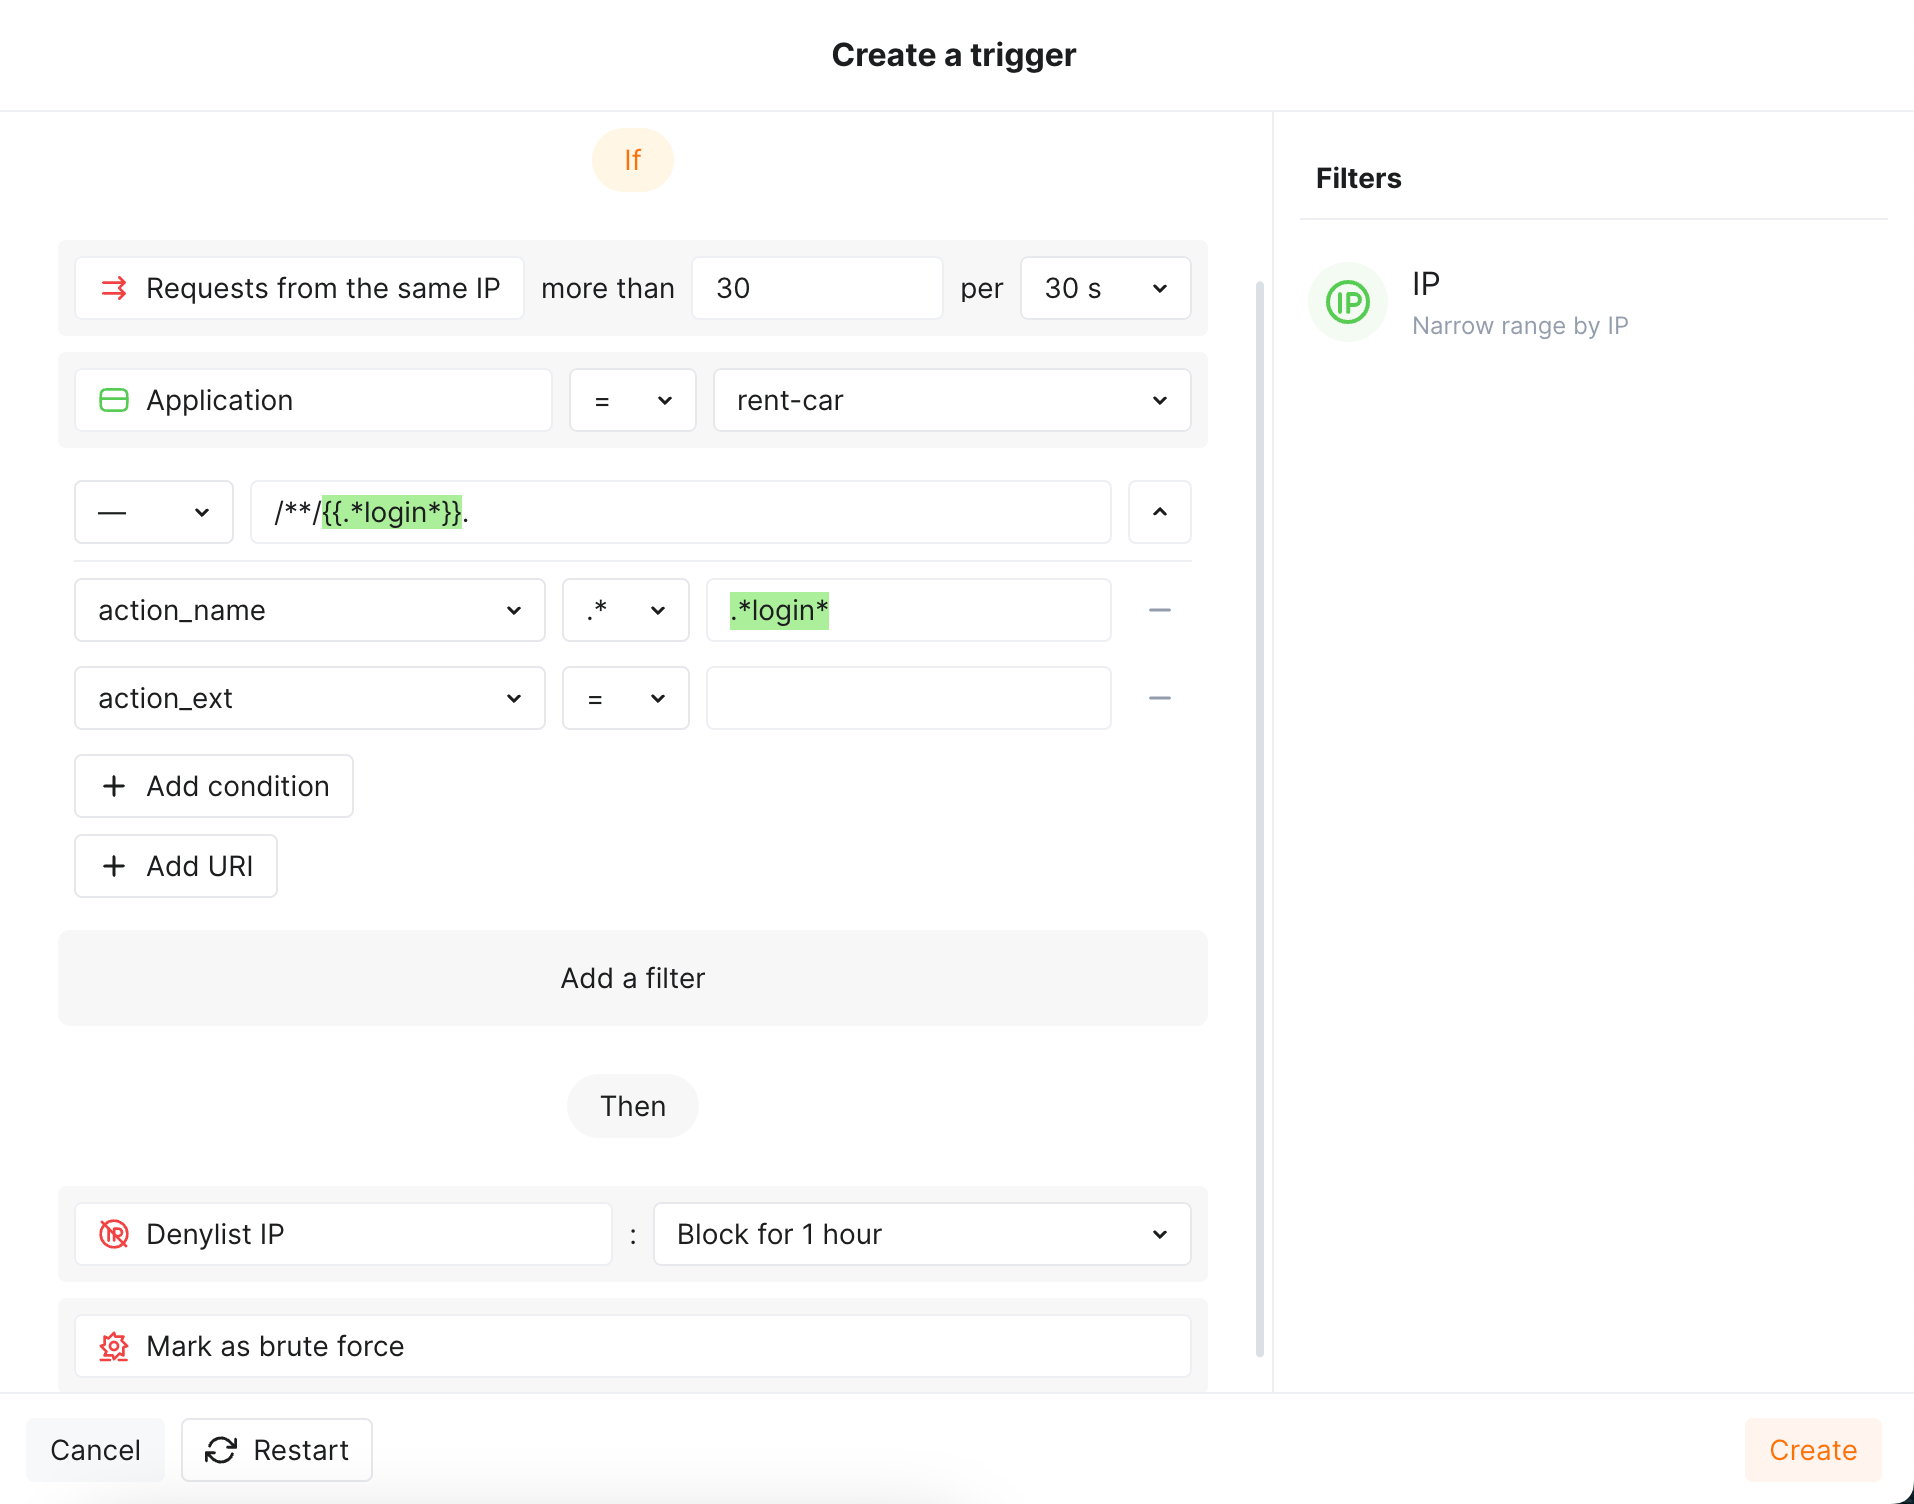 Create a trigger
If
Requests from the same IP more than 30 per 30 s
Application = rent-car
— /**/{{.*login*}}.
action_name .* .*login*
action_ext =
+ Add condition
+ Add URI
Add a filter
Then
Denylist IP : Block for 1 hour
Mark as brute force
Cancel Restart Create
Filters
IP
IP
Narrow range by IP